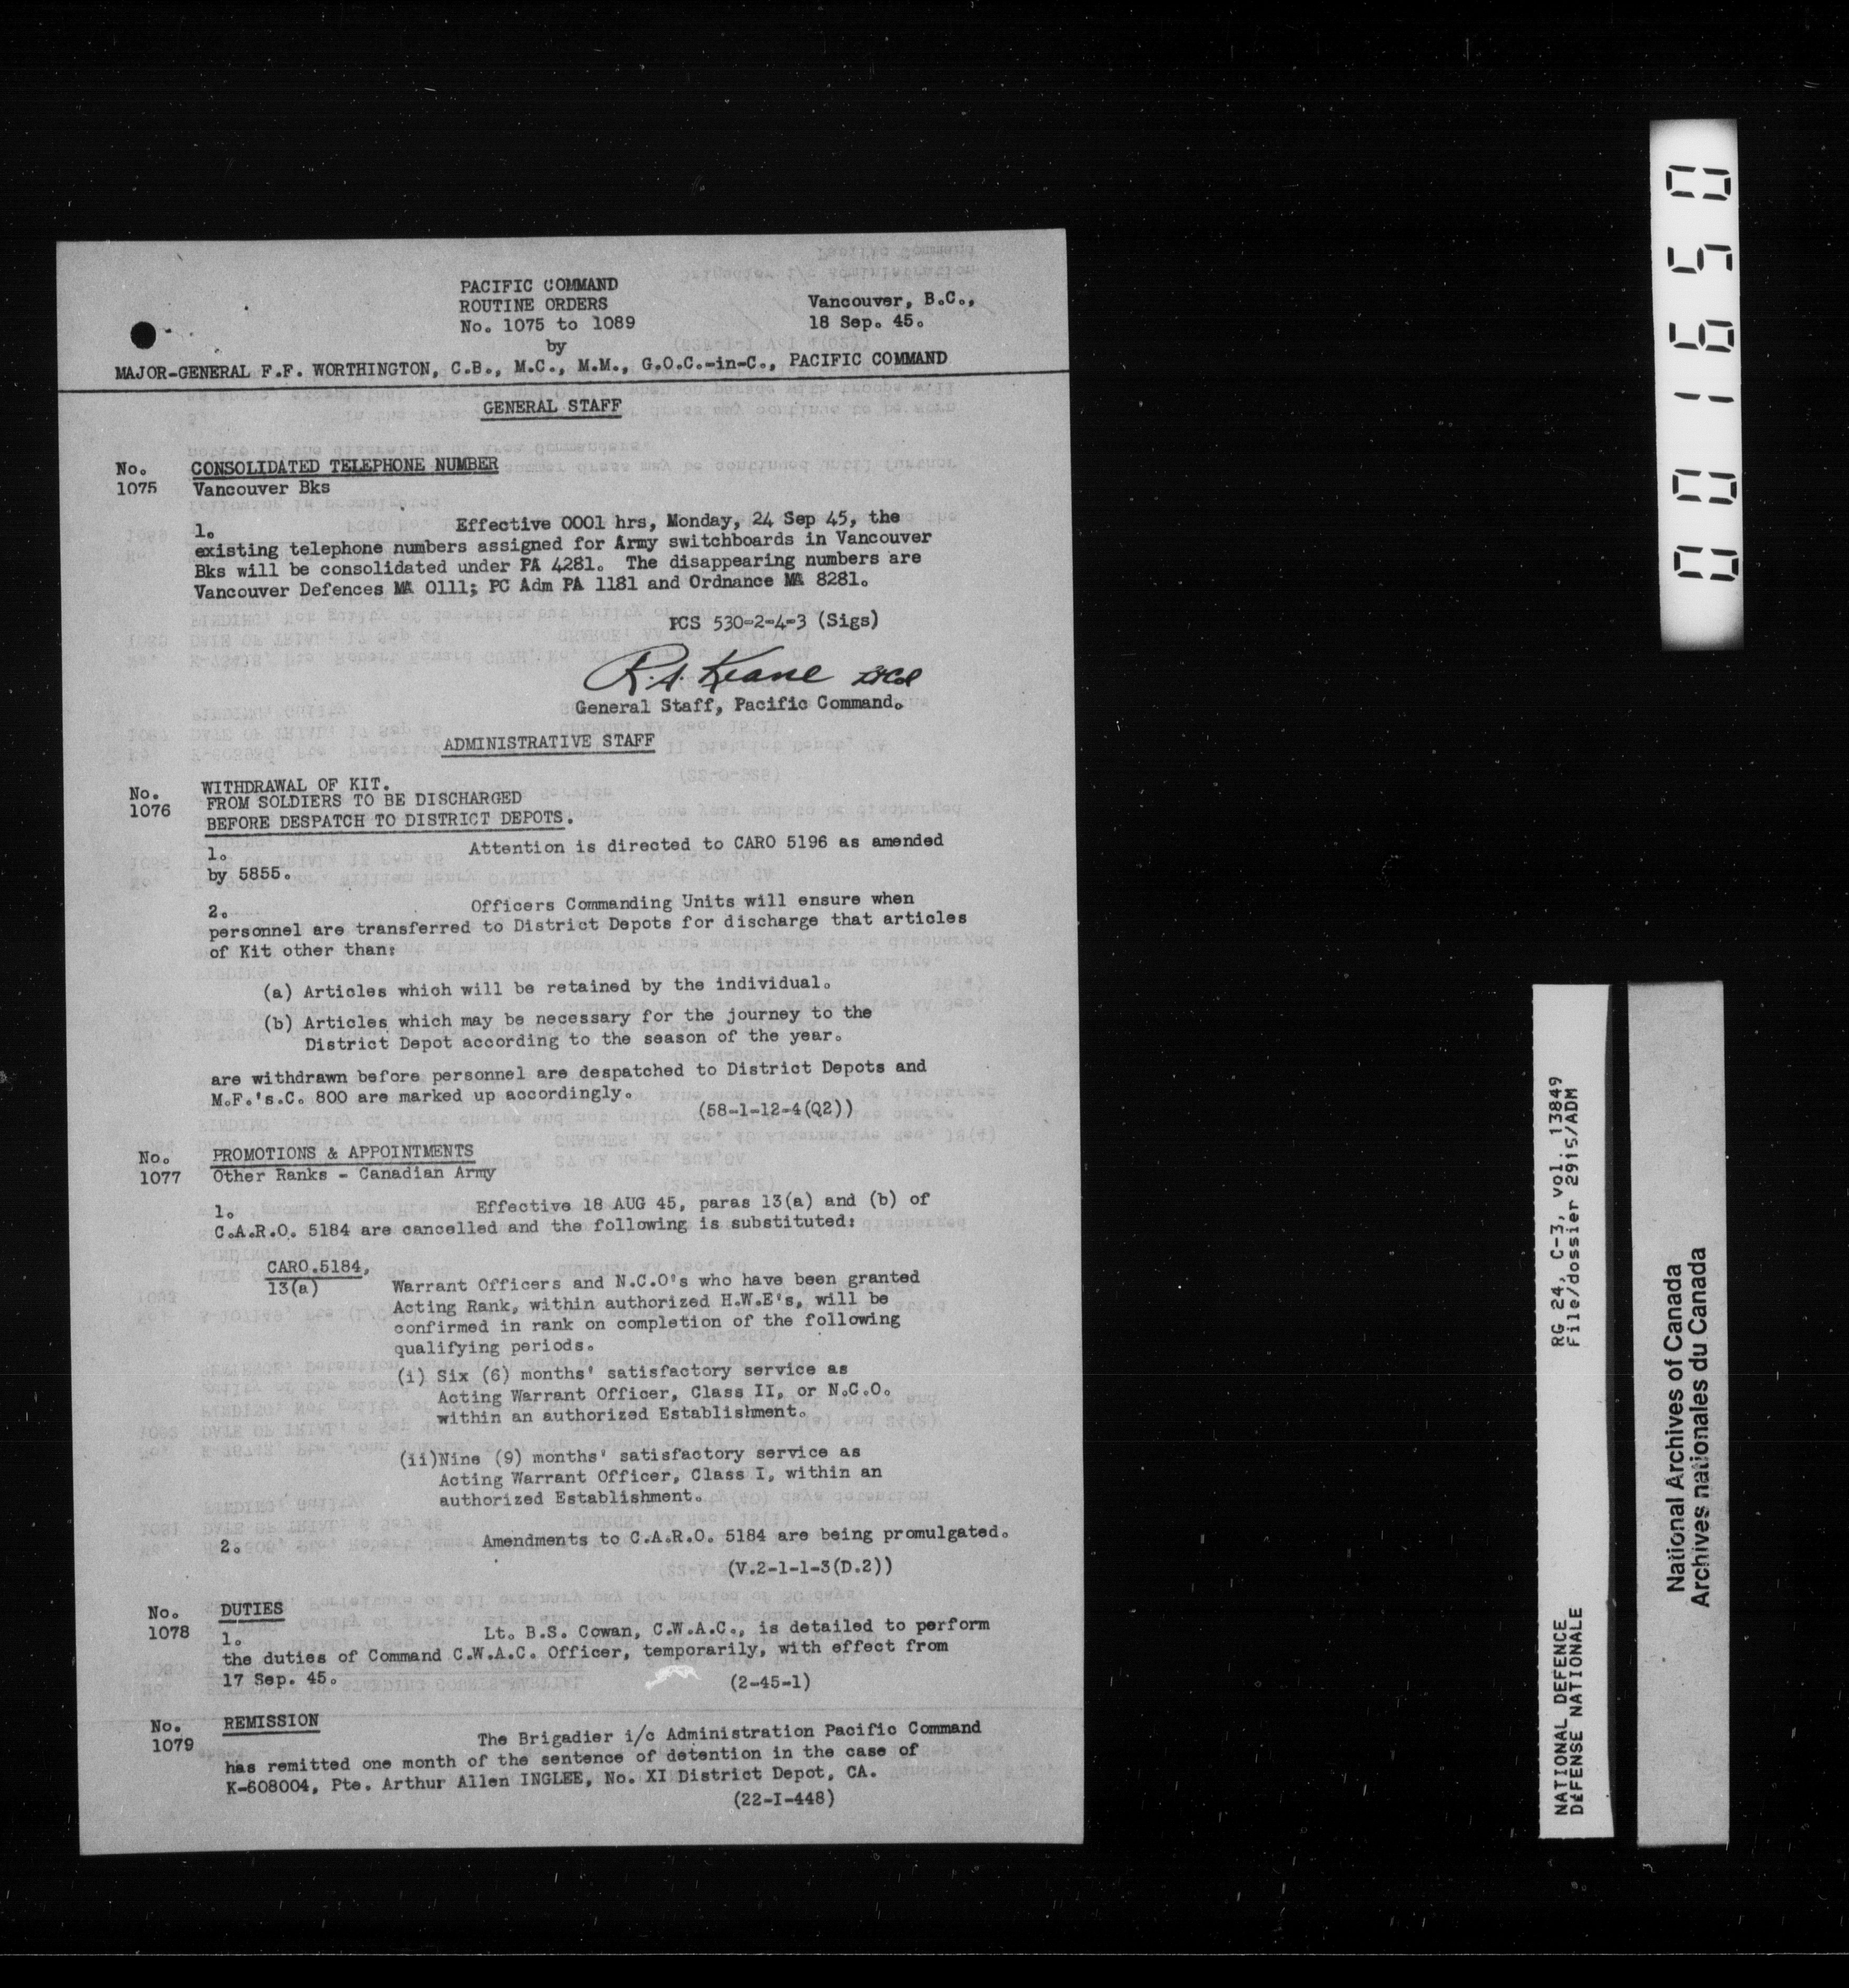 PACIFIC COMMAND
ROUTINE ORDERS
No. 1075 to 1089
Vancouver, B.C.,
18 Sep. 45.
by
MAJOR-GENERAL F.F. WORTHINGTON, C.B., M.C., M.M., G.O.C.-in-C., PACIFIC COMMAND
GENERAL STAFF
No. 1075
CONSOLIDATED TELEPHONE NUMBER
Vancouver Bks
1. Effective 0001 hrs, Monday, 24 Sep 45, the
existing telephone numbers assigned for Army switchboards in Vancouver
Bks will be consolidated under PA 4281. The disappearing numbers are
Vancouver Defences MA 0111; PC Adm PA 1181 and Ordnance MA 8281.
PCS 530-2-4-3 (Sigs)
R.A. Keane LtCol
General Staff, Pacific Command.
ADMINISTRATIVE STAFF
No. 1076
WITHDRAWAL OF KIT.
FROM SOLDIERS TO BE DISCHARGED
BEFORE DESPATCH TO DISTRICT DEPOTS.
1. Attention is directed to CARO 5196 as amended
by 5855.
2. Officers Commanding Units will ensure when
personnel are transferred to District Depots for discharge that articles
of Kit other than:
(a) Articles which will be retained by the individual.
(b) Articles which may be necessary for the journey to the
District Depot according to the season of the year.
are withdrawn before personnel are despatched to District Depots and
M.F.'s.C. 800 are marked up accordingly.
(58-1-12-4(Q2))
No. 1077
PROMOTIONS & APPOINTMENTS
Other Ranks - Canadian Army
1. Effective 18 AUG 45, paras 13(a) and (b) of
C.A.R.O. 5184 are cancelled and the following is substituted:
CARO.5184,
13(a)
Warrant Officers and N.C.O's who have been granted
Acting Rank, within authorized H.W.E's, will be
confirmed in rank on completion of the following
qualifying periods.
(i) Six (6) months' satisfactory service as
Acting Warrant Officer, Class II, or N.C.O.
within an authorized Establishment.
(ii)Nine (9) months' satisfactory service as
Acting Warrant Officer, Class I, within an
authorized Establishment.
2. Amendments to C.A.R.O. 5184 are being promulgated.
(V.2-1-1-3(D.2))
No. 1078
DUTIES
1. Lt. B.S. Cowan, C.W.A.C., is detailed to perform
the duties of Command C.W.A.C. Officer, temporarily, with effect from
17 Sep. 45.
(2-45-1)
No. 1079
REMISSION
The Brigadier i/c Administration Pacific Command
has remitted one month of the sentence of detention in the case of
K-608004, Pte. Arthur Allen INGLEE, No. XI District Depot, CA.
(22-I-448)
001650
NATIONAL DEFENCE
DÉFENSE NATIONALE
RG 24, C-3, vol. 13849
File/dossier 2915/ADM
National Archives of Canada
Archives nationales du Canada